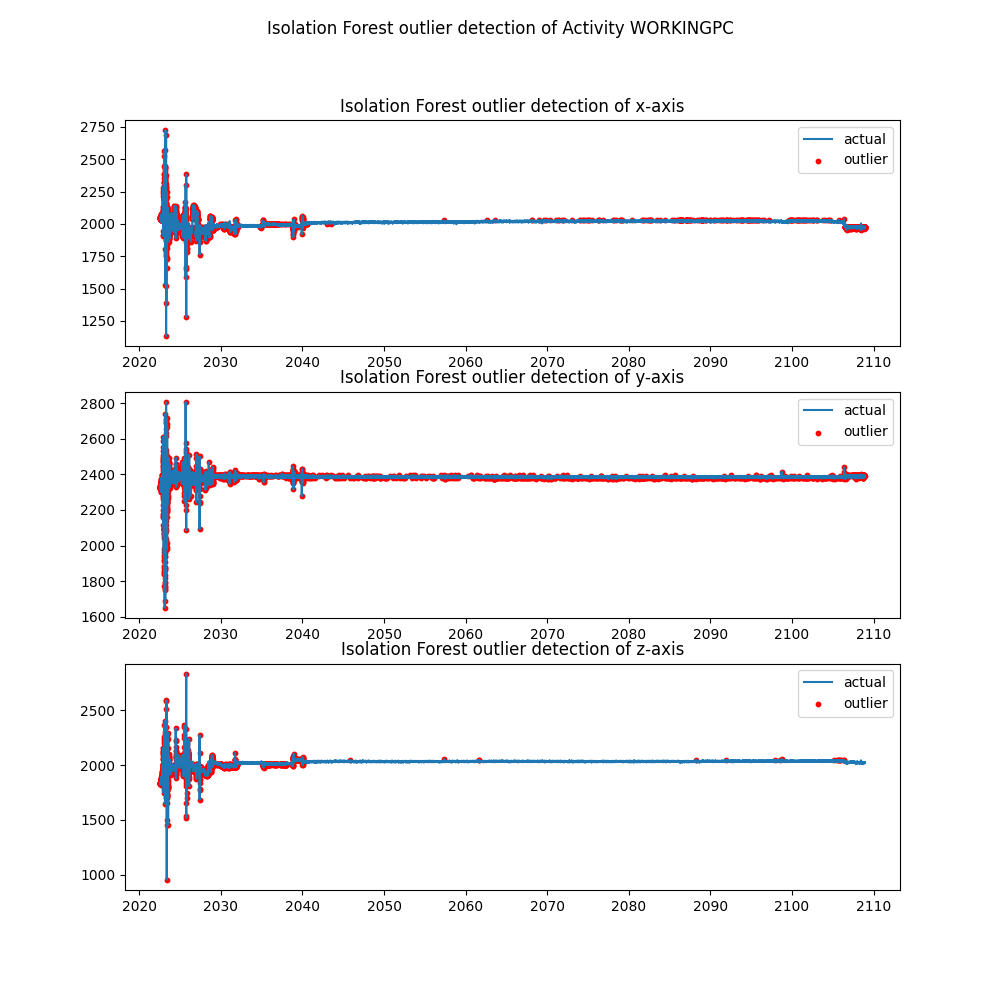 Isolation Forest outlier detection of Activity WORKINGPC
Isolation Forest outlier detection of x-axis
2750
2500
2250
2000
1750
1500
1250
actual
outlier
2020 2030 2040 2050 2060 2070 2080 2090 2100 2110
Isolation Forest outlier detection of y-axis
2800
2600
2400
2200
2000
1800
1600
actual
outlier
2020 2030 2040 2050 2060 2070 2080 2090 2100 2110
Isolation Forest outlier detection of z-axis
2500
2000
1500
1000
actual
outlier
2020 2030 2040 2050 2060 2070 2080 2090 2100 2110